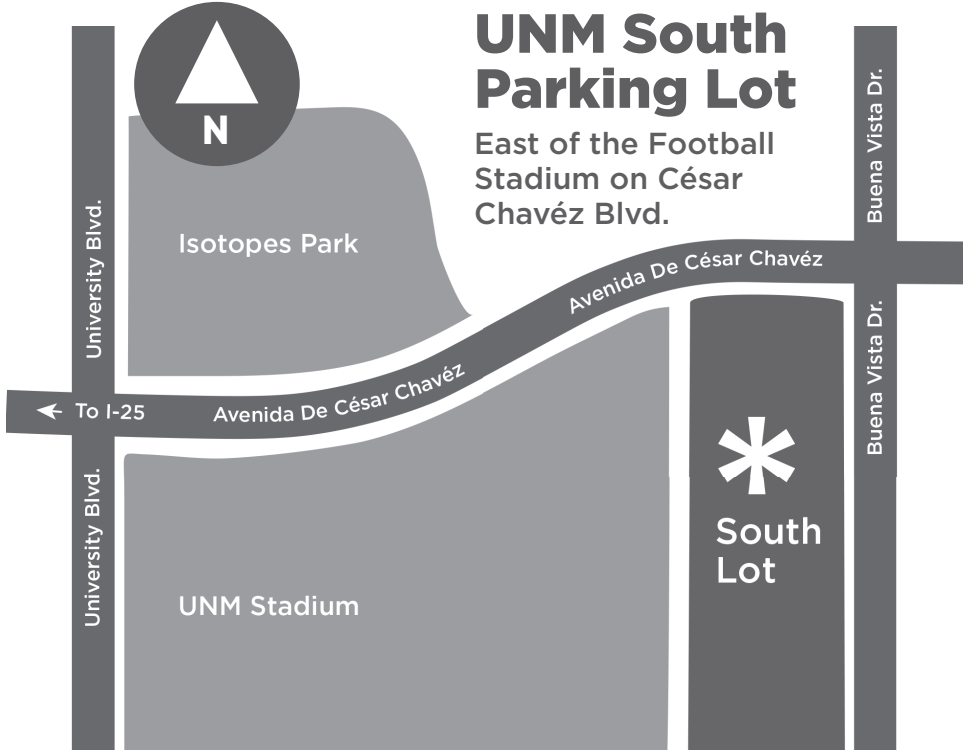 UNM South
Parking Lot
East of the Football
Stadium on César
Chavéz Blvd.
N
Isotopes Park
University Blvd.
Buena Vista Dr.
Avenida De César Chavéz
Avenida De César Chavéz
To I-25
Buena Vista Dr.
University Blvd.
South
Lot
UNM Stadium